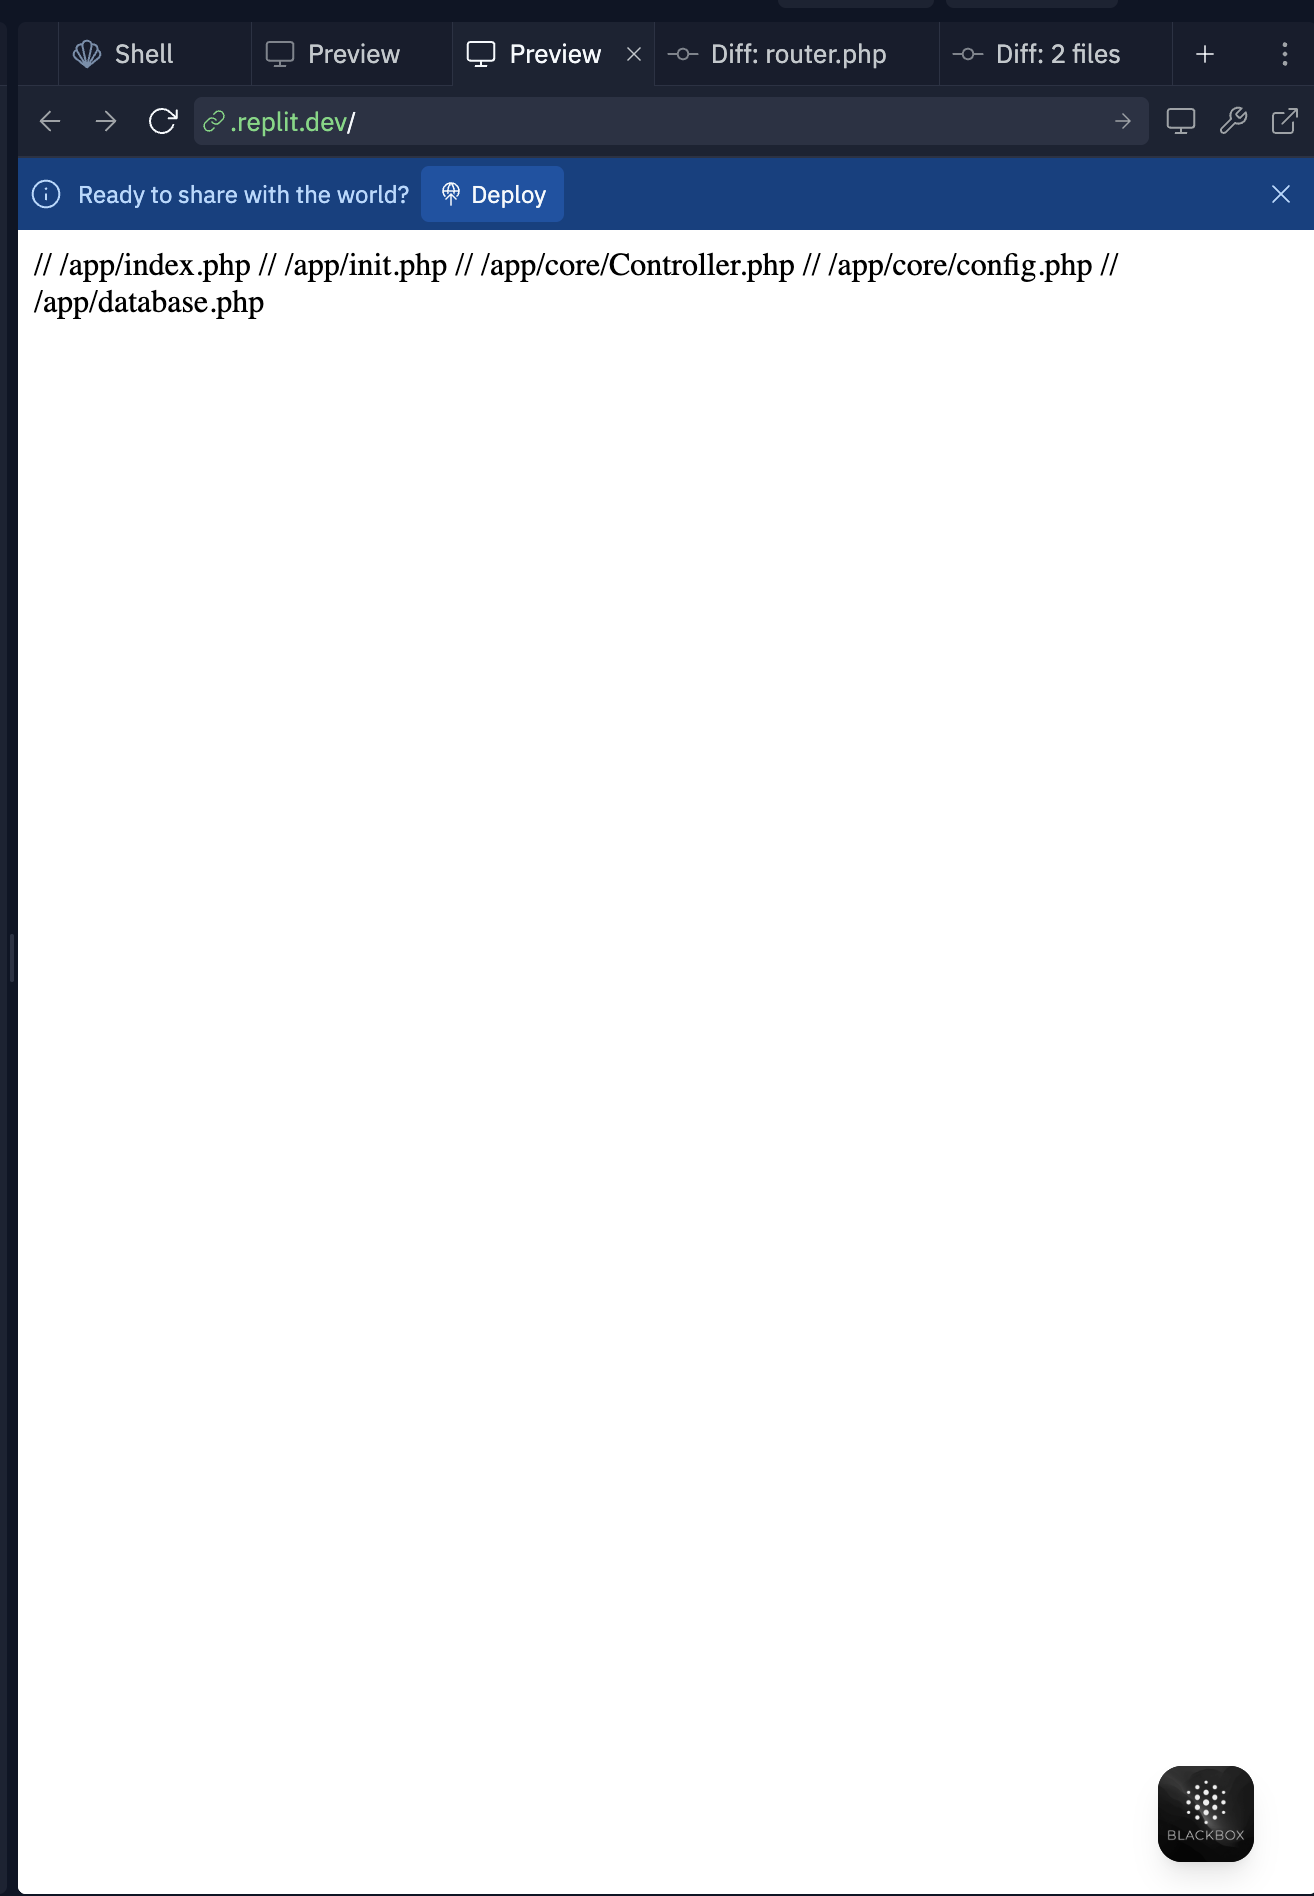 Shell
Preview
Preview
Diff: router.php
Diff: 2 files
.replit.dev/
Ready to share with the world?
Deploy
// /app/index.php // /app/init.php // /app/core/Controller.php // /app/core/config.php //
/app/database.php
BLACKBOX